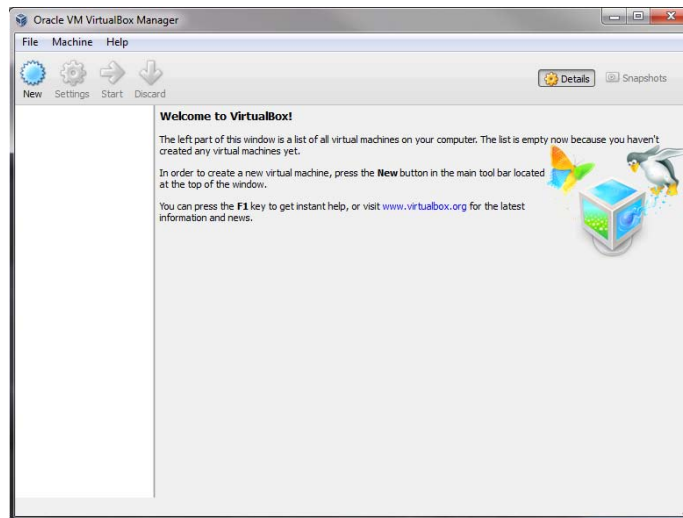 Oracle VM VirtualBox Manager
File Machine Help
New Settings Start Discard
Details Snapshots
Welcome to VirtualBox!
The left part of this window is a list of all virtual machines on your computer. The list is empty now because you haven't
created any virtual machines yet.
In order to create a new virtual machine, press the New button in the main tool bar located
at the top of the window.
You can press the F1 key to get instant help, or visit www.virtualbox.org for the latest
information and news.